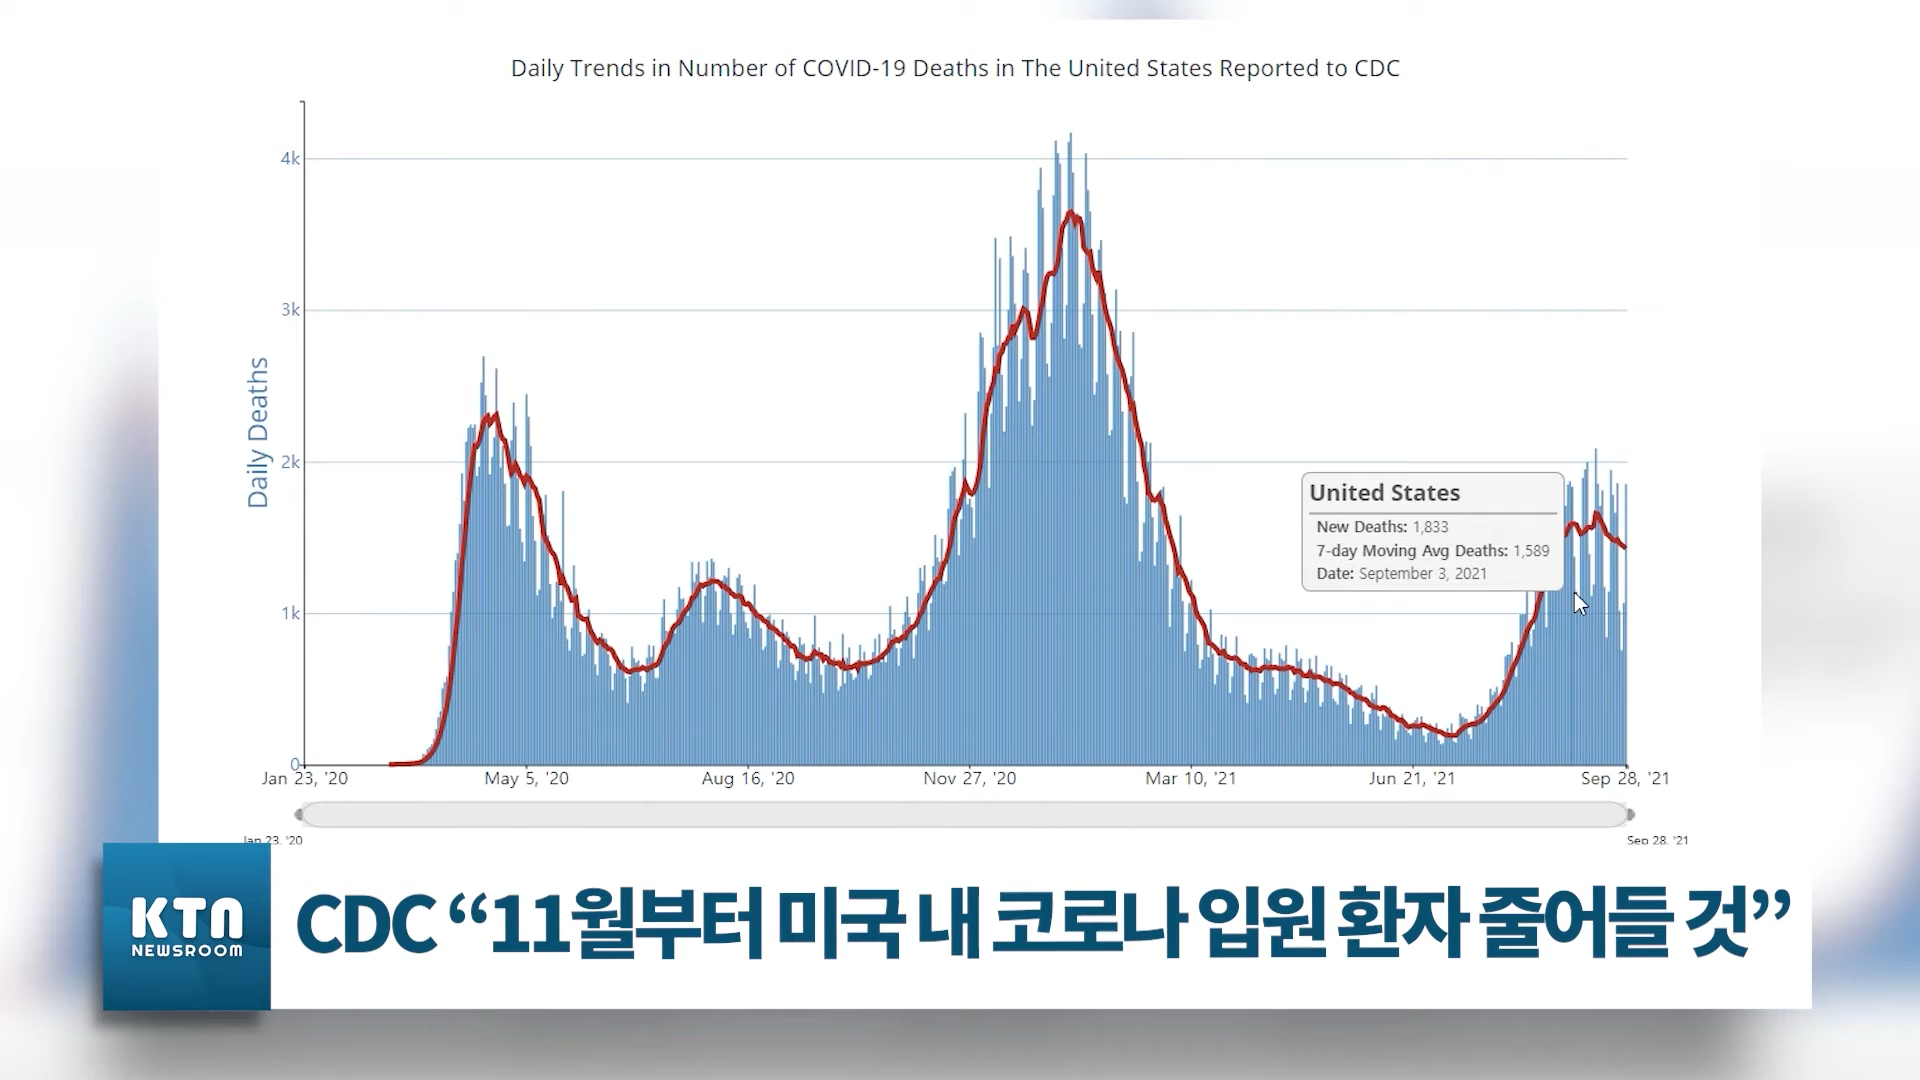 Daily Trends in Number of COVID-19 Deaths in The United States Reported to CDC
Daily Deaths
4k
3k
2k
1k
0
United States
New Deaths: 1,833
7-day Moving Avg Deaths: 1,589
Date: September 3, 2021
Jan 23, '20 May 5, '20 Aug 16, '20 Nov 27, '20 Mar 10, '21 Jun 21, '21 Sep 28, '21
Jan 23, '20 Sep 28, '21
KTN
NEWSROOM
CDC “11월부터 미국 내 코로나 입원 환자 줄어들 것”